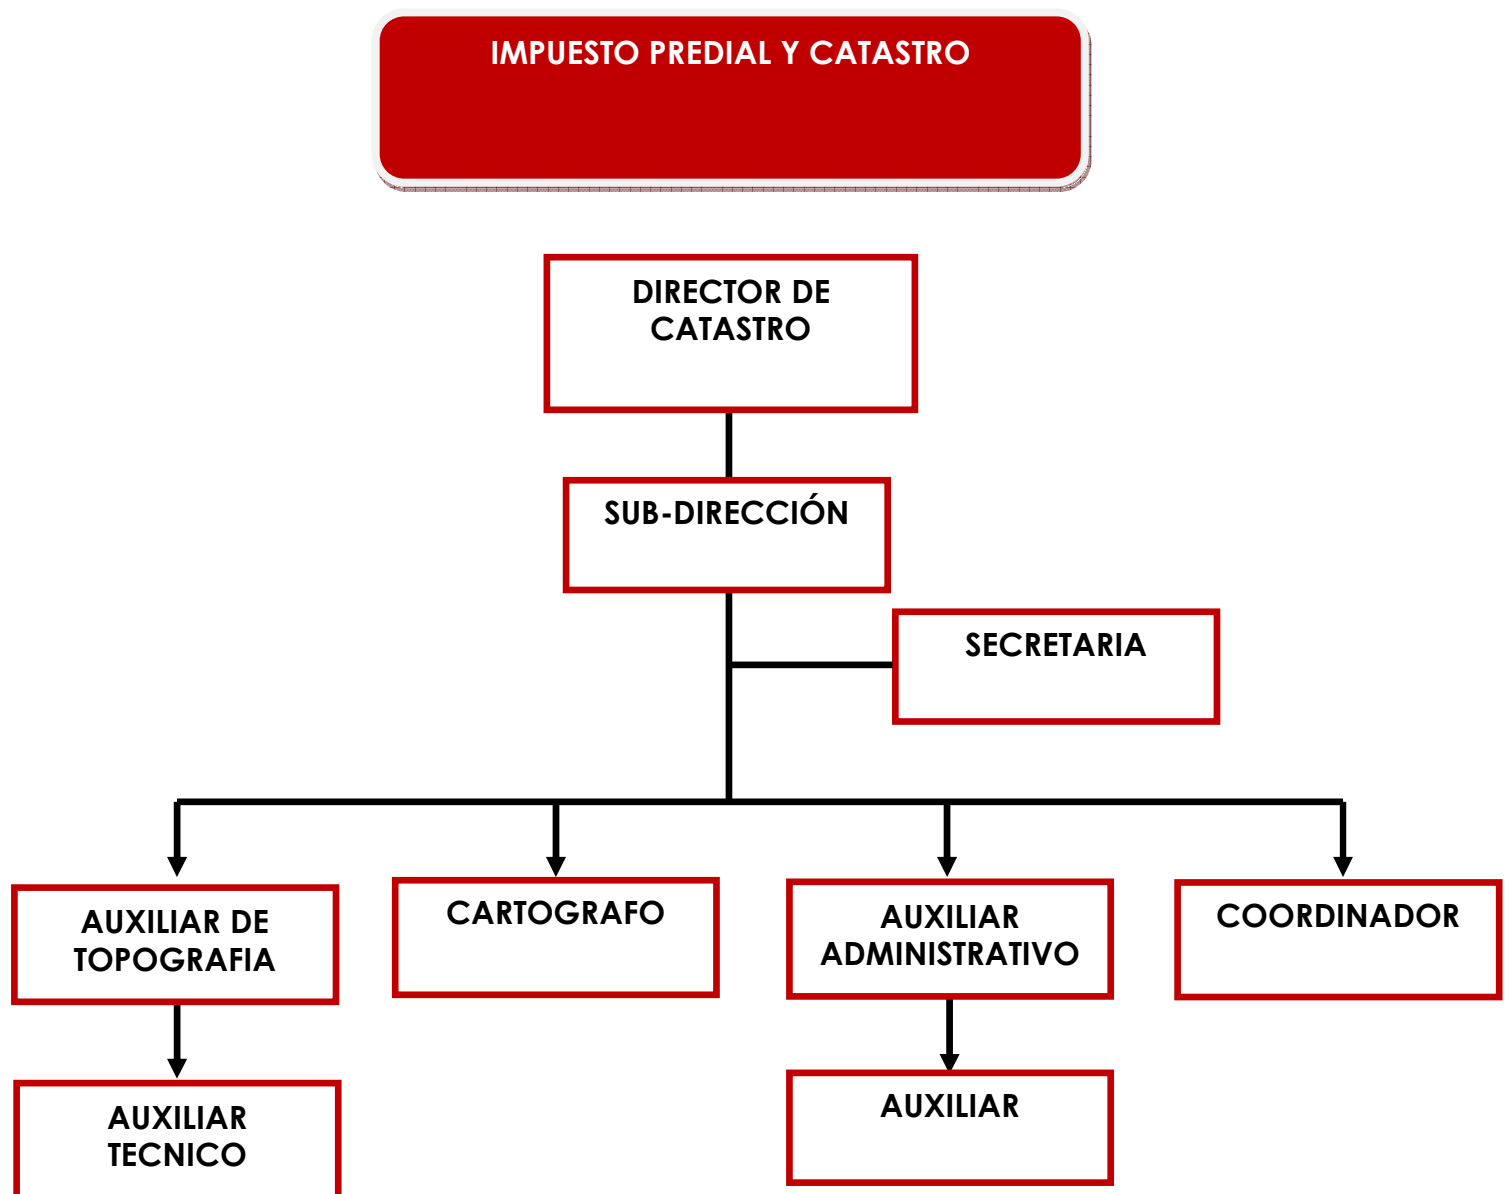 IMPUESTO PREDIAL Y CATASTRO
DIRECTOR DE
CATASTRO
SUB-DIRECCIÓN
SECRETARIA
AUXILIAR DE
TOPOGRAFIA
CARTOGRAFO
AUXILIAR
ADMINISTRATIVO
COORDINADOR
AUXILIAR
TECNICO
AUXILIAR